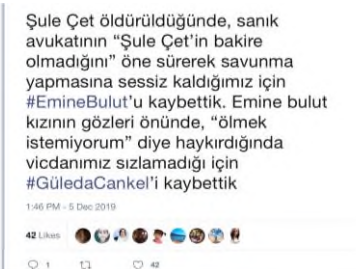 Şule Çet öldürüldüğünde, sanık
avukatının “Şule Çet’in bakire
olmadığını” öne sürerek savunma
yapmasına sessiz kaldığımız için
#EmineBulut’u kaybettik. Emine bulut
kızının gözleri önünde, “ölmek
istemiyorum” diye haykırdığında
vicdanımız sızlamadığı için
#GüledaCankel’i kaybettik
1:46 PM - 5 Dec 2019
42 Likes
1 42